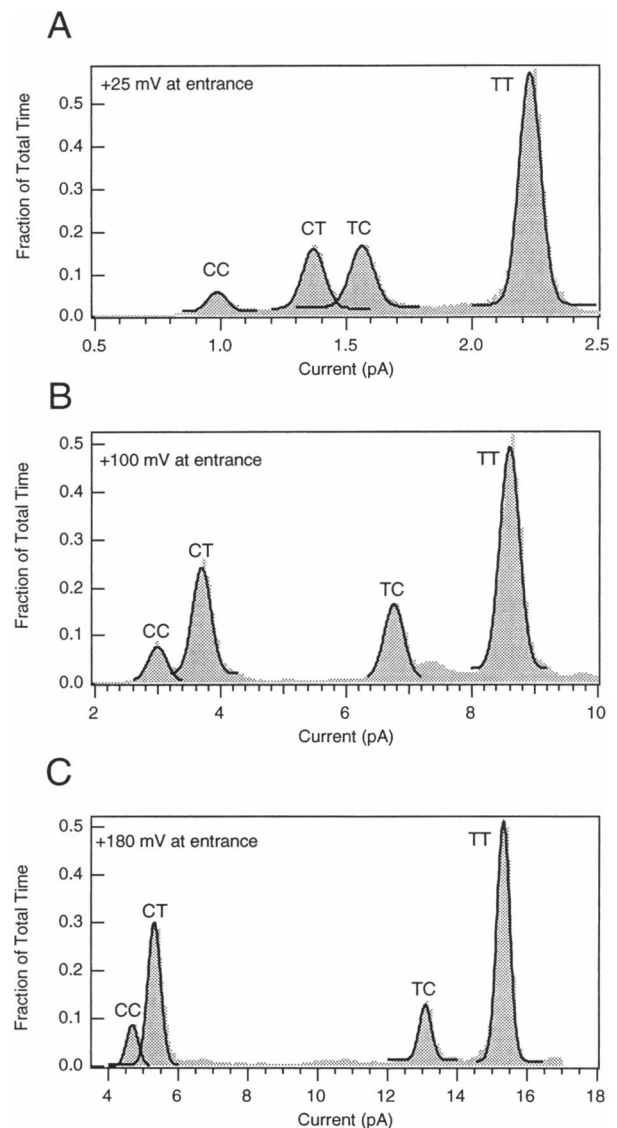 A
+25 mV at entrance
TT
CT TC
CC
Fraction of Total Time
0.5
0.4
0.3
0.2
0.1
0.0
0.5 1.0 1.5 2.0 2.5
Current (pA)
B
+100 mV at entrance
TT
CT
TC
CC
Fraction of Total Time
0.5
0.4
0.3
0.2
0.1
0.0
2 4 6 8 10
Current (pA)
C
+180 mV at entrance
TT
CT
TC
CC
Fraction of Total Time
0.5
0.4
0.3
0.2
0.1
0.0
4 6 8 10 12 14 16 18
Current (pA)